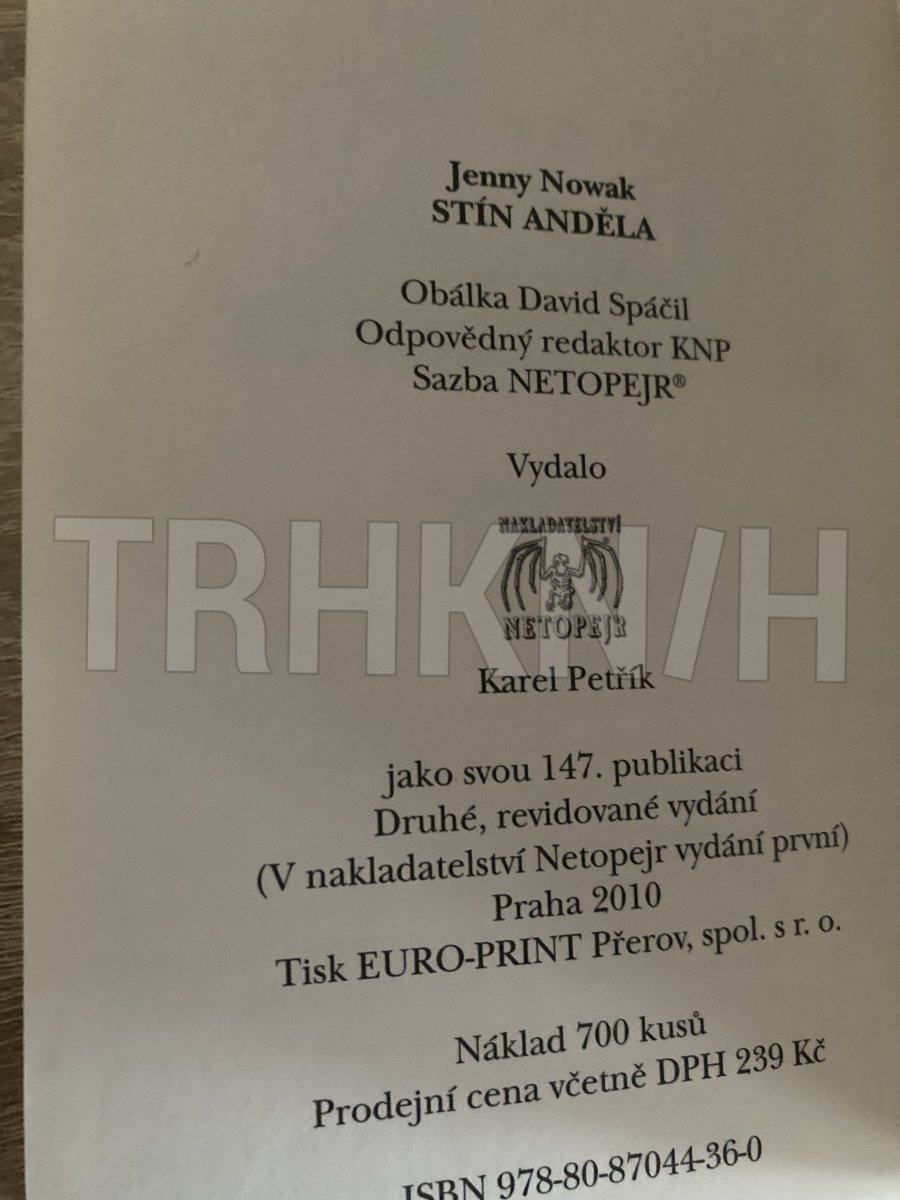 Jenny Nowak
STÍN ANDĚLA
Obálka David Spáčil
Odpovědný redaktor KNP
Sazba NETOPEJR®
Vydalo
NAKLADATELSTVÍ
NETOPEJR
TRHKNIH
Karel Petřík
jako svou 147. publikaci
Druhé, revidované vydání
(V nakladatelství Netopejr vydání první)
Praha 2010
Tisk EURO-PRINT Přerov, spol. s r. o.
Náklad 700 kusů
Prodejní cena včetně DPH 239 Kč
ISBN 978-80-87044-36-0